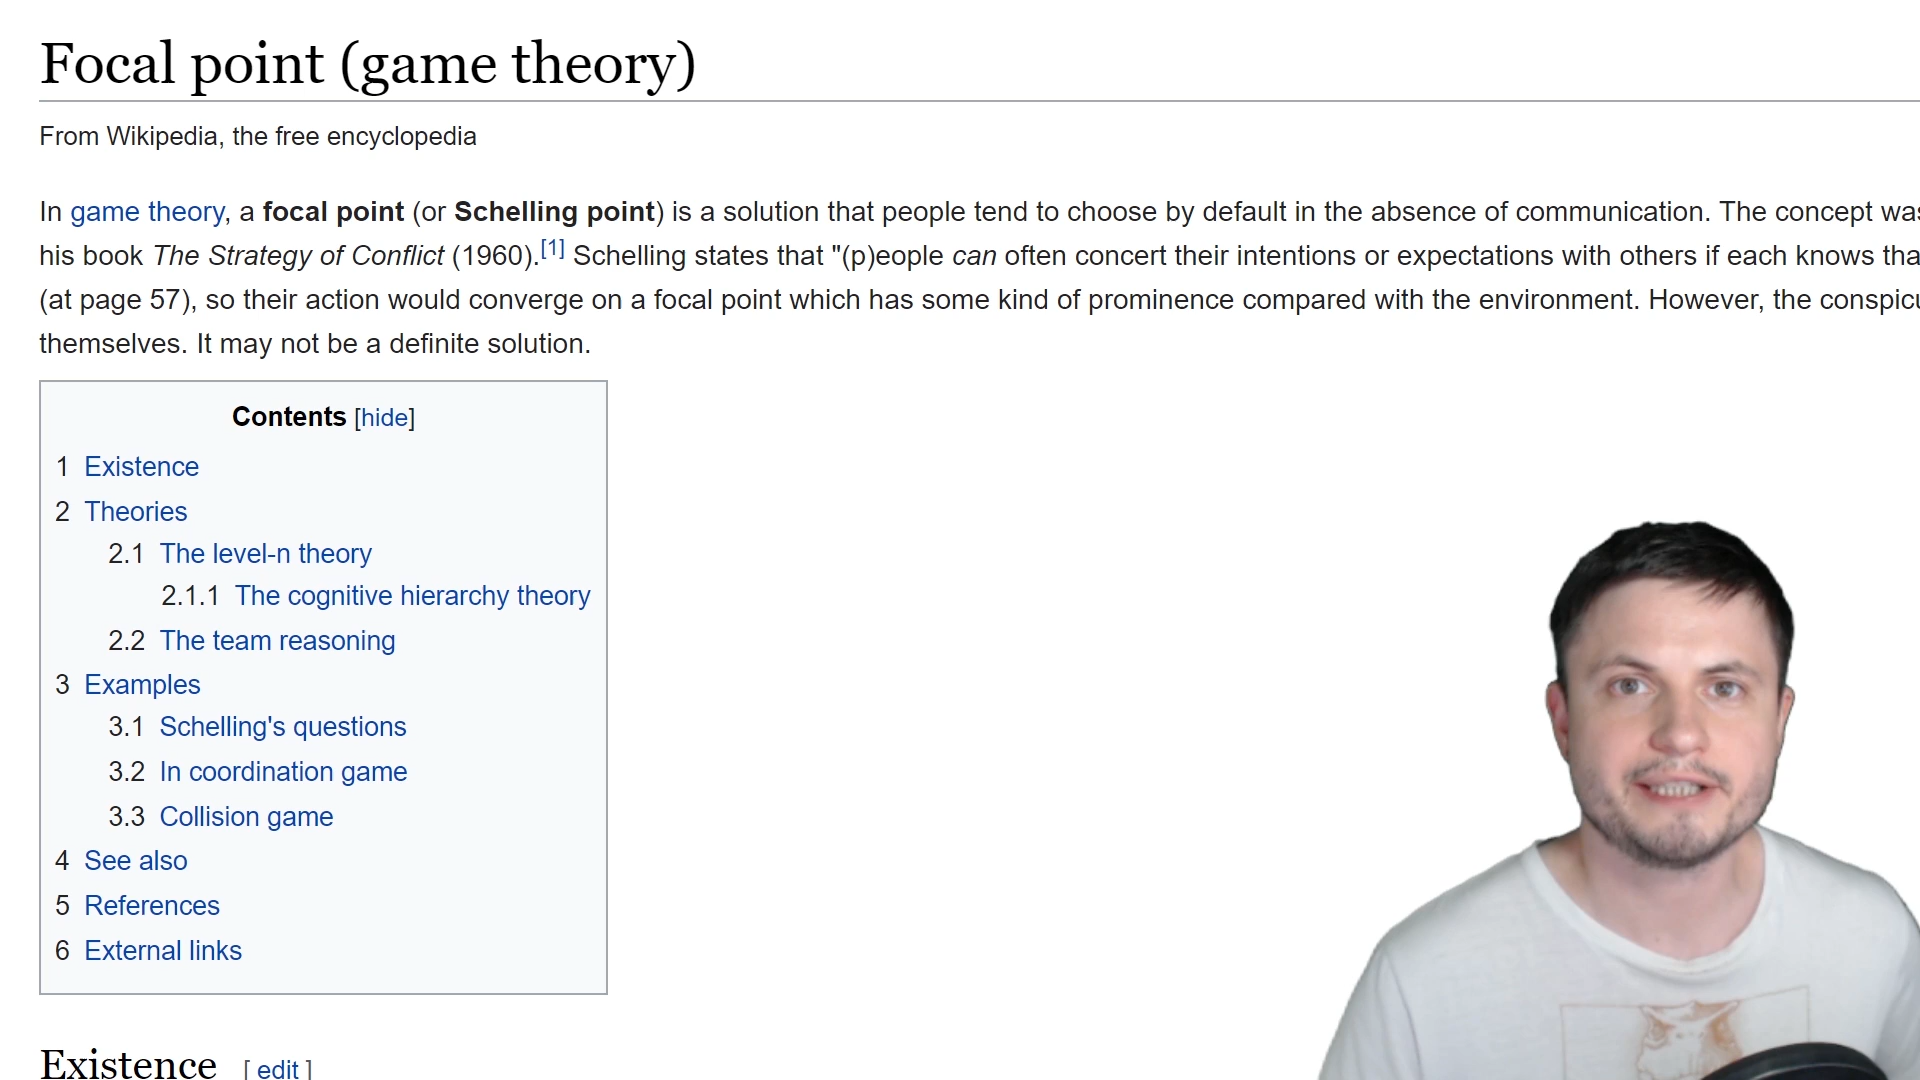 Focal point (game theory)
From Wikipedia, the free encyclopedia
In game theory, a focal point (or Schelling point) is a solution that people tend to choose by default in the absence of communication. The concept
his book The Strategy of Conflict (1960).[1] Schelling states that "(p)eople can often concert their intentions or expectations with others if each knows
(at page 57), so their action would converge on a focal point which has some kind of prominence compared with the environment. However, the
themselves. It may not be a definite solution.
Contents [hide]
1 Existence
2 Theories
2.1 The level-n theory
2.1.1 The cognitive hierarchy theory
2.2 The team reasoning
3 Examples
3.1 Schelling's questions
3.2 In coordination game
3.3 Collision game
4 See also
5 References
6 External links
Existence [ edit ]